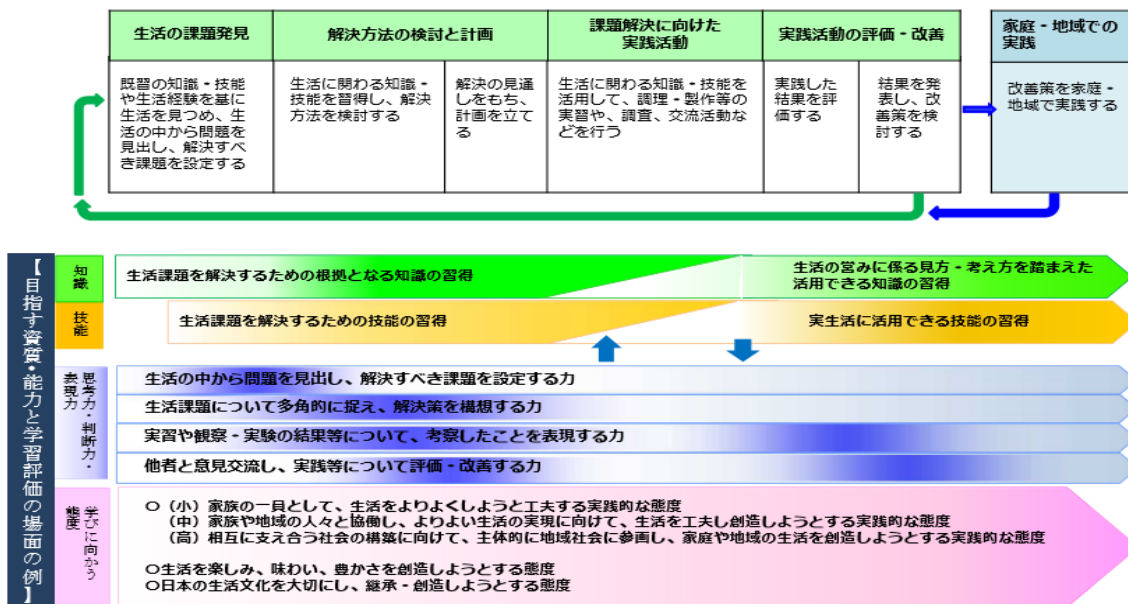 生活の課題発見
解決方法の検討と計画
課題解決に向けた
実践活動
実践活動の評価・改善
家庭・地域での
実践
既習の知識・技能
や生活経験を基に
生活を見つめ、生
活の中から問題を
見出し、解決すべ
き課題を設定する
生活に関わる知識・
技能を習得し、解決
方法を検討する
解決の見通
しをもち、
計画を立て
る
生活に関わる知識・技能を
活用して、調理・製作等の
実習や、調査、交流活動な
どを行う
実践した
結果を評
価する
結果を発
表し、改
善策を検
討する
改善策を家庭・
地域で実践する
【目指す資質・能力と学習評価の場面の例】
知識
生活課題を解決するための根拠となる知識の習得
生活の営みに係る見方・考え方を踏まえた
活用できる知識の習得
技能
生活課題を解決するための技能の習得
実生活に活用できる技能の習得
思考力・判断力・
表現力
生活の中から問題を見出し、解決すべき課題を設定する力
生活課題について多角的に捉え、解決策を構想する力
実習や観察・実験の結果等について、考察したことを表現する力
他者と意見交流し、実践等について評価・改善する力
学びに向かう
態度
○（小）家族の一員として、生活をよりよくしようと工夫する実践的な態度
（中）家族や地域の人々と協働し、よりよい生活の実現に向けて、生活を工夫し創造しようとする実践的な態度
（高）相互に支え合う社会の構築に向けて、主体的に地域社会に参画し、家庭や地域の生活を創造しようとする実践的な態度
○生活を楽しみ、味わい、豊かさを創造しようとする態度
○日本の生活文化を大切にし、継承・創造しようとする態度